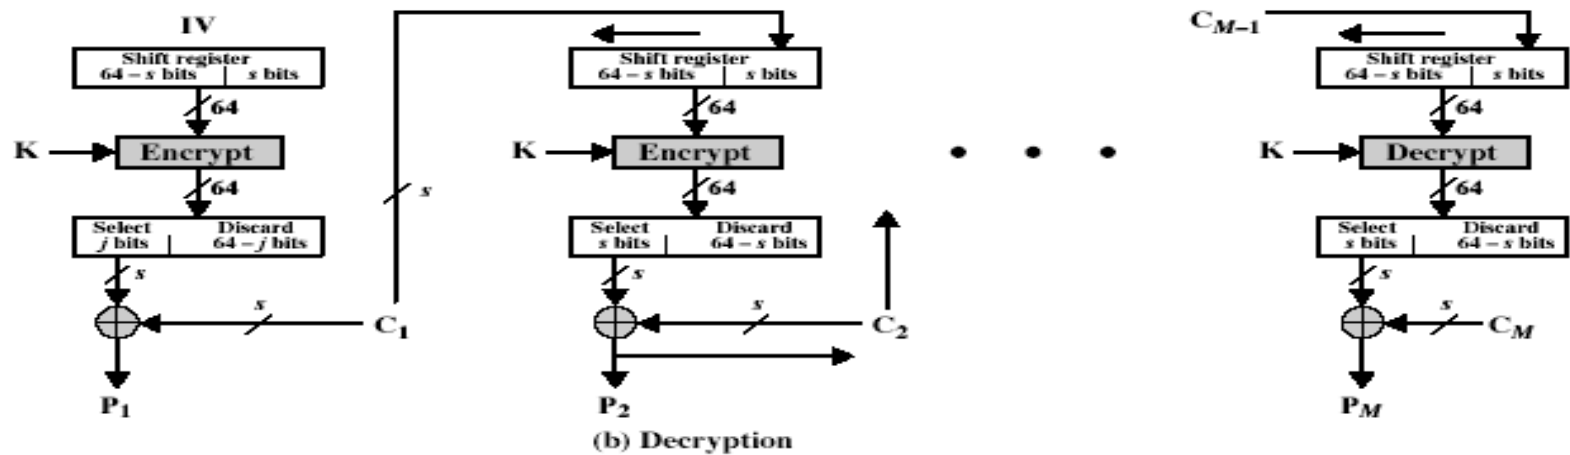 IV
C M–1
Shift register
64 – s bits | s bits
Shift register
64 – s bits | s bits
Shift register
64 – s bits | s bits
64
64
64
K
Encrypt
K
Encrypt
K
Decrypt
64
s
64
64
Select Discard
j bits | 64 – j bits
Select Discard
s bits | 64 – s bits
Select Discard
s bits | 64 – s bits
s
s
s
s
C1
s
C2
s
CM
P1
P2
PM
(b) Decryption